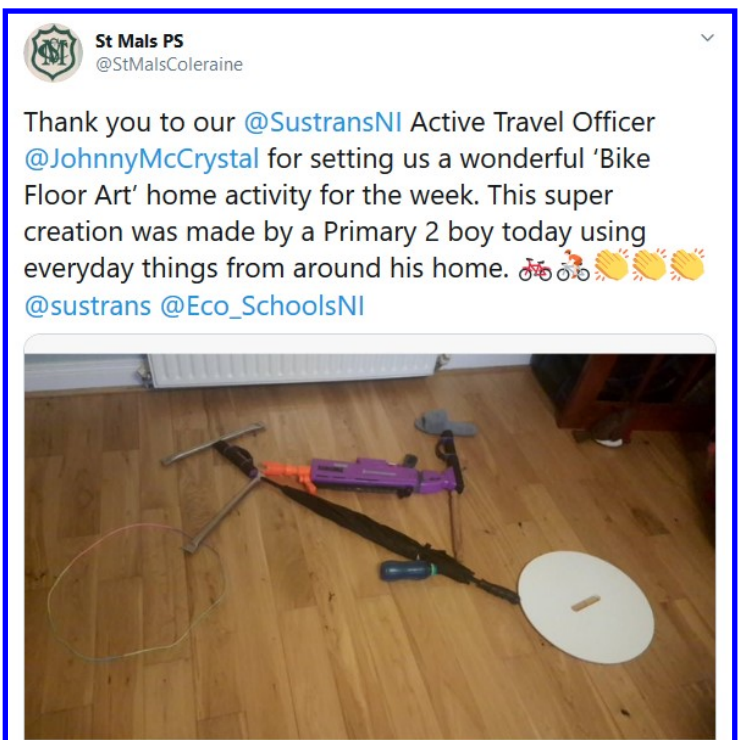 St Mals PS
@StMalsColeraine
Thank you to our @SustransNI Active Travel Officer
@JohnnyMcCrystal for setting us a wonderful ‘Bike
Floor Art’ home activity for the week. This super
creation was made by a Primary 2 boy today using
everyday things from around his home. 🚲🚴👏👏👏
@sustrans @Eco_SchoolsNI